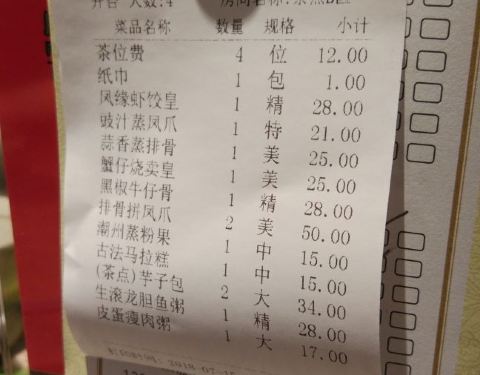 人数:4 房间名称:
菜品名称 数量 规格 小计
茶位费 4 位 12.00
纸巾 1 包 1.00
凤缘虾饺皇 1 精 28.00
豉汁蒸凤爪 1 特 21.00
蒜香蒸排骨 1 美 25.00
蟹仔烧卖皇 1 美 25.00
黑椒牛仔骨 1 精 28.00
排骨拼凤爪 2 美 50.00
潮州蒸粉果 1 中 15.00
古法马拉糕 1 中 15.00
(茶点)芋子包 2 大 34.00
生滚龙胆鱼粥 1 精 28.00
皮蛋瘦肉粥 1 大 17.00